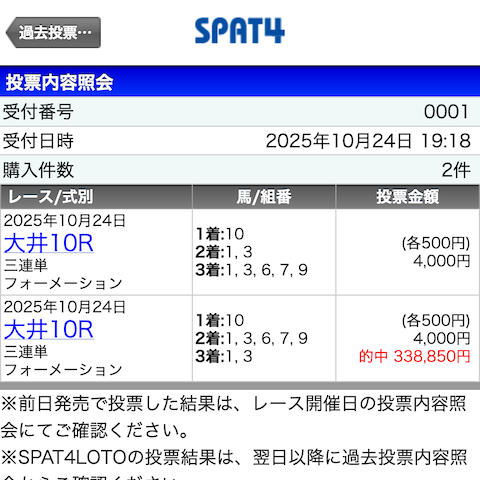 過去投票…
SPAT4
投票内容照会
受付番号 0001
受付日時 2025年10月24日 19:18
購入件数 2件
レース/式別 馬/組番 投票金額
2025年10月24日
大井10R
三連単
フォーメーション
1着:10
2着:1, 3
3着:1, 3, 6, 7, 9
(各500円)
4,000円
2025年10月24日
大井10R
三連単
フォーメーション
1着:10
2着:1, 3, 6, 7, 9
3着:1, 3
(各500円)
4,000円
的中 338,850円
※前日発売で投票した結果は、レース開催日の投票内容照
会にてご確認ください。
※SPAT4LOTOの投票結果は、翌日以降に過去投票内容照